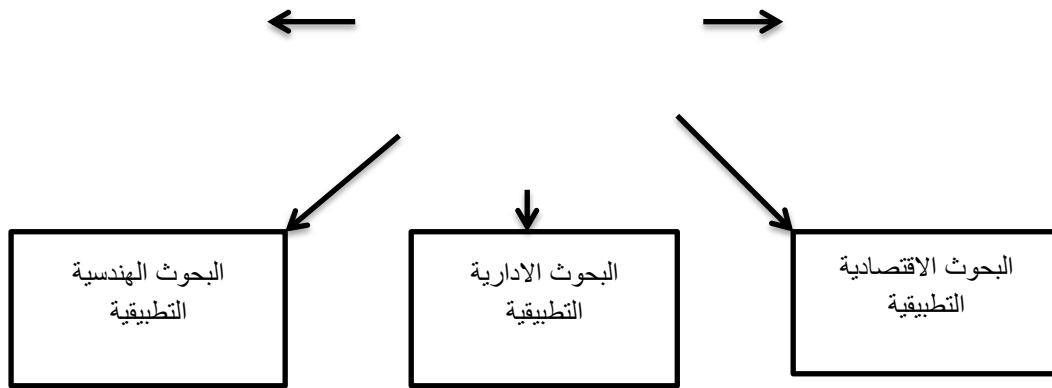 البحوث الاقتصادية
التطبيقية
البحوث الادارية
التطبيقية
البحوث الهندسية
التطبيقية